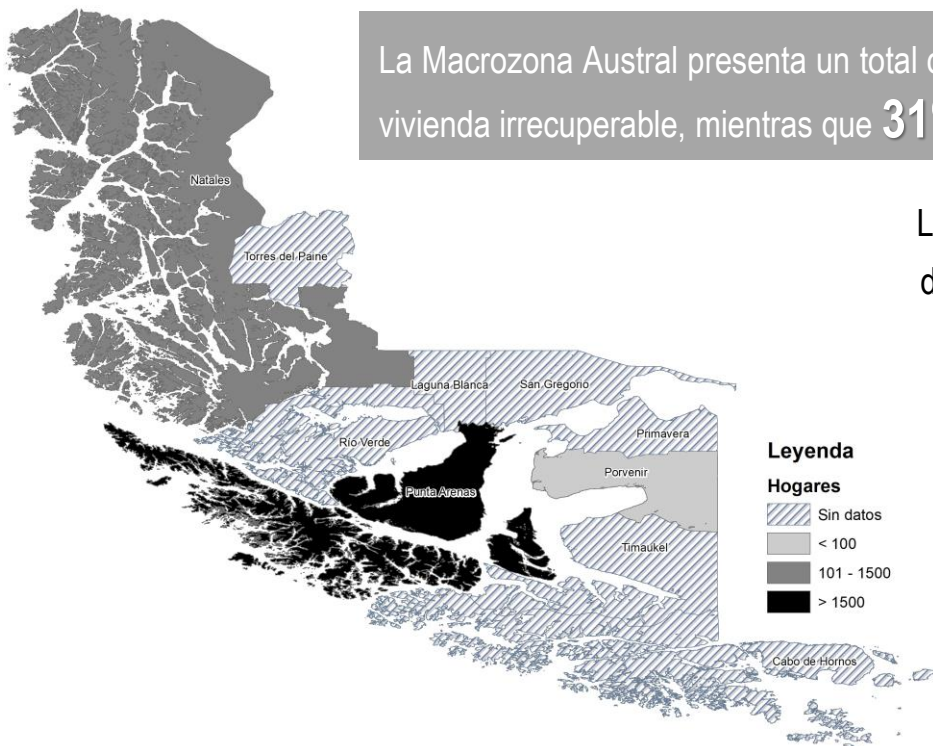 La Macrozona Austral presenta un total
vivienda irrecuperable, mientras que 31
Natales
Torres del Paine
Laguna Blanca
San Gregorio
Primavera
Río Verde
Porvenir
Punta Arenas
Timaukel
Cabo de Hornos
Leyenda
Hogares
Sin datos
< 100
101 - 1500
> 1500